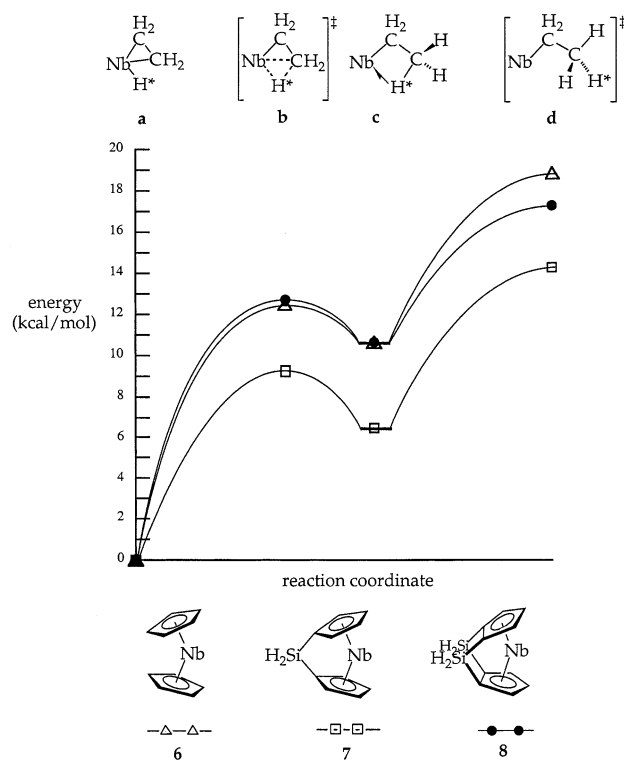 H₂
C
Nb
CH₂
H*
a
H₂
C
Nb
CH₂
H*
‡
b
H₂
C
Nb
C
H
H
H*
c
H₂
C
Nb
C
H
H
H*
‡
d
20
18
16
14
12
10
8
6
4
2
0
energy
(kcal/mol)
reaction coordinate
Nb
6
H₂Si
Nb
7
H₂Si
H₂Si
Nb
8